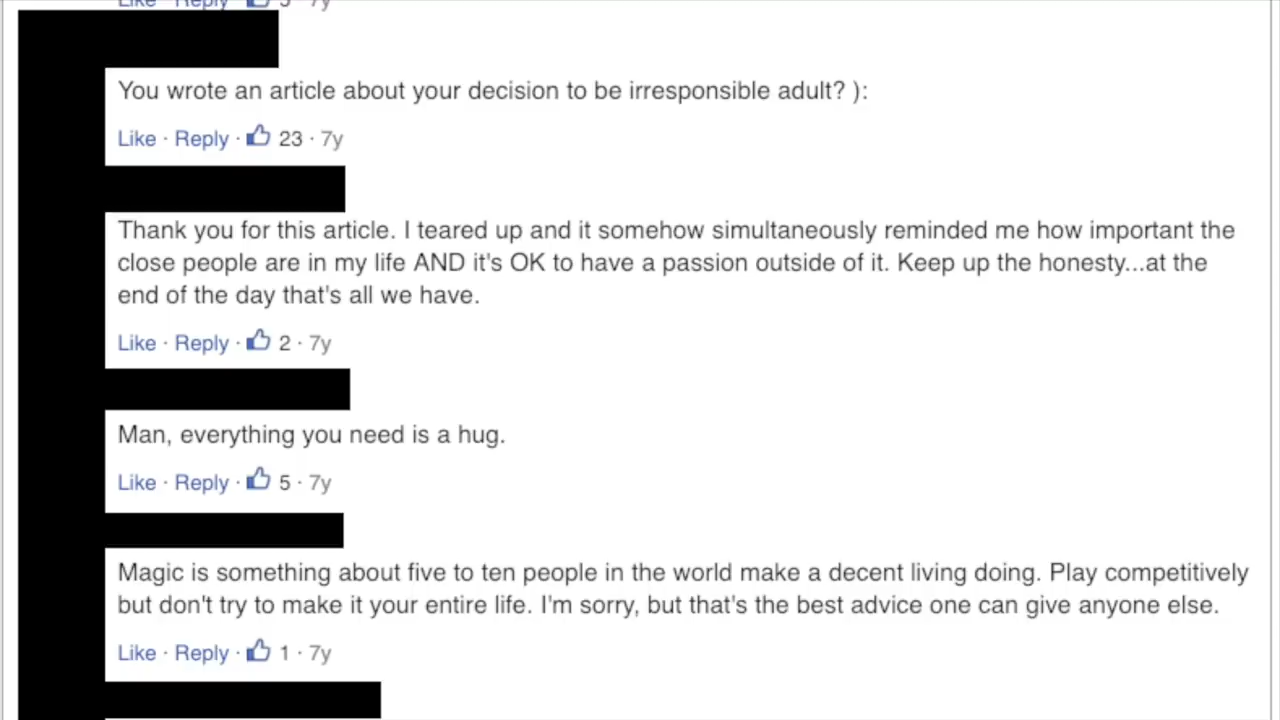 Like · Reply · 5 · 7y
You wrote an article about your decision to be irresponsible adult? ):
Like · Reply · 23 · 7y
Thank you for this article. I teared up and it somehow simultaneously reminded me how important the
close people are in my life AND it's OK to have a passion outside of it. Keep up the honesty...at the
end of the day that's all we have.
Like · Reply · 2 · 7y
Man, everything you need is a hug.
Like · Reply · 5 · 7y
Magic is something about five to ten people in the world make a decent living doing. Play competitively
but don't try to make it your entire life. I'm sorry, but that's the best advice one can give anyone else.
Like · Reply · 1 · 7y